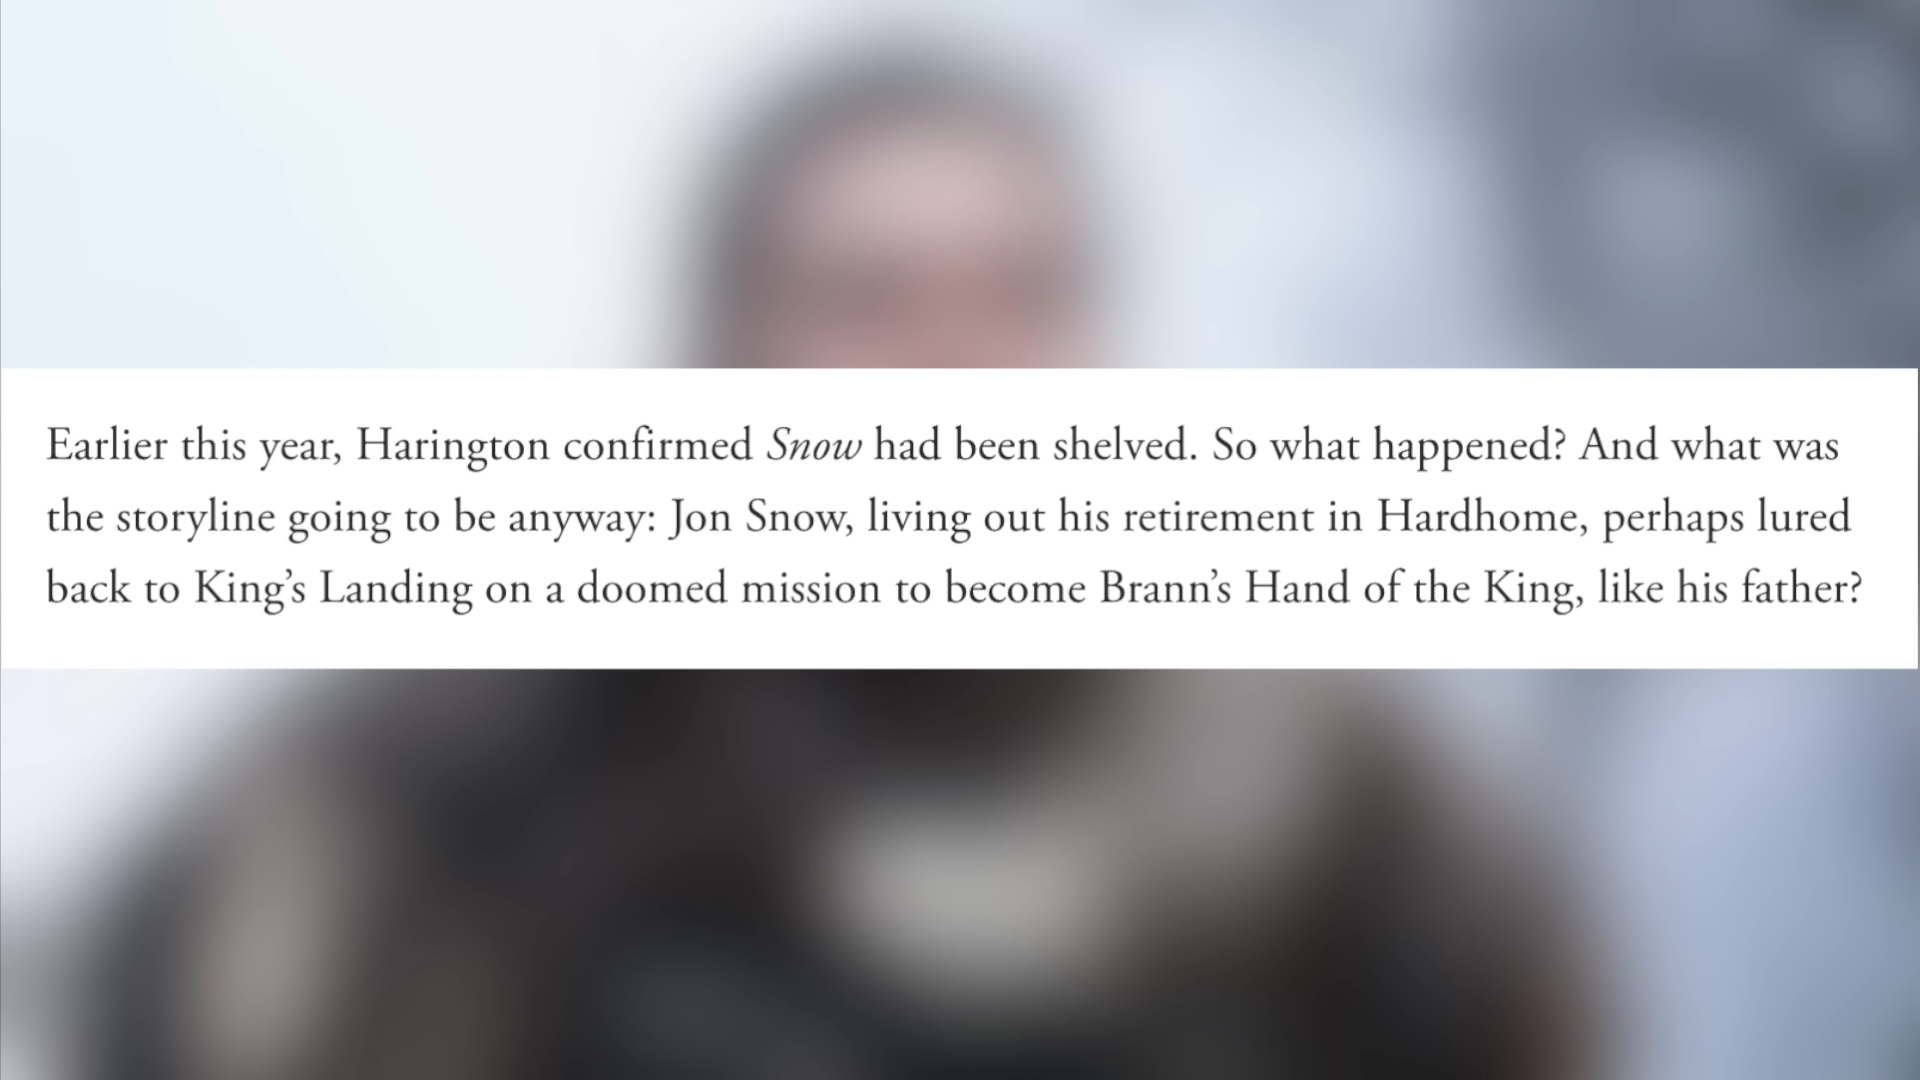 Earlier this year, Harington confirmed Snow had been shelved. So what happened? And what was
the storyline going to be anyway: Jon Snow, living out his retirement in Hardhome, perhaps lured
back to King’s Landing on a doomed mission to become Brann’s Hand of the King, like his father?